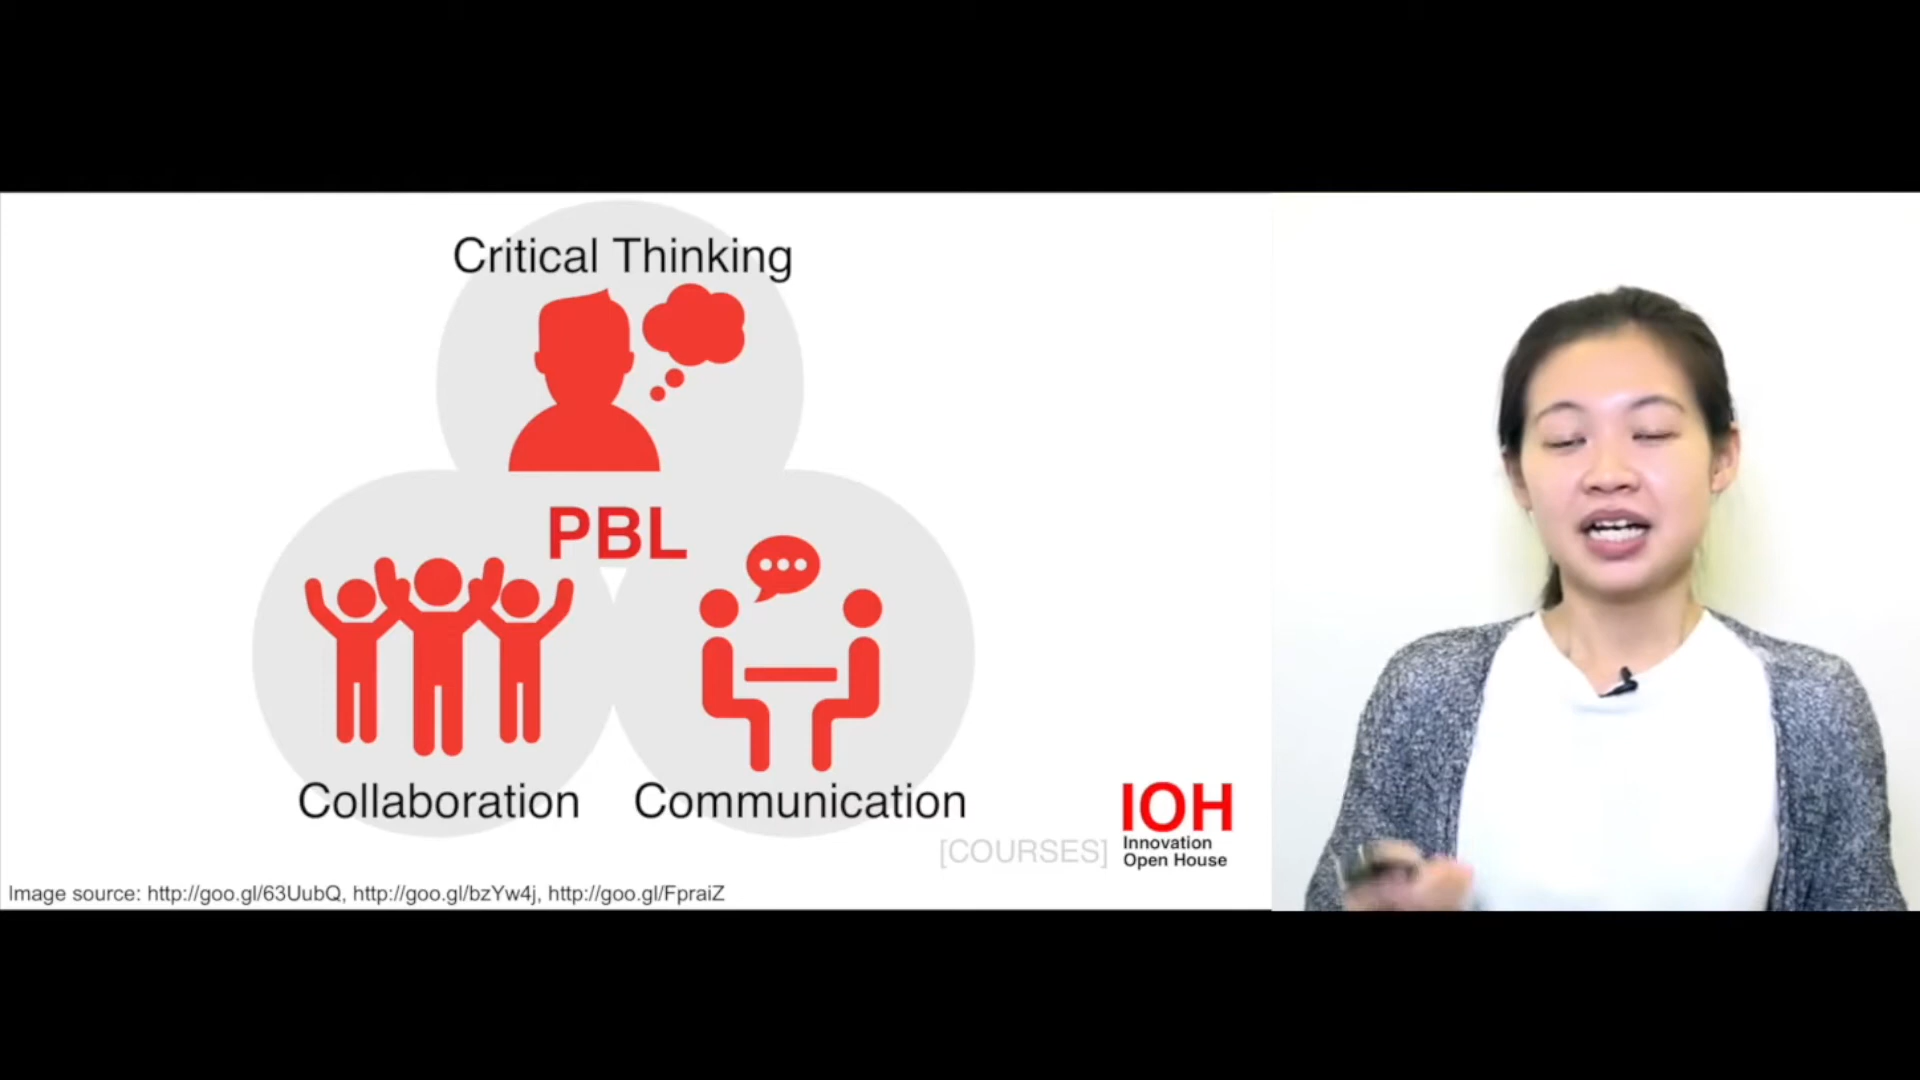 Critical Thinking
PBL
Collaboration
Communication
[COURSES]
IOH
Innovation
Open House
Image source: http://goo.gl/63UubQ, http://goo.gl/bzYw4j, http://goo.gl/FpraiZ